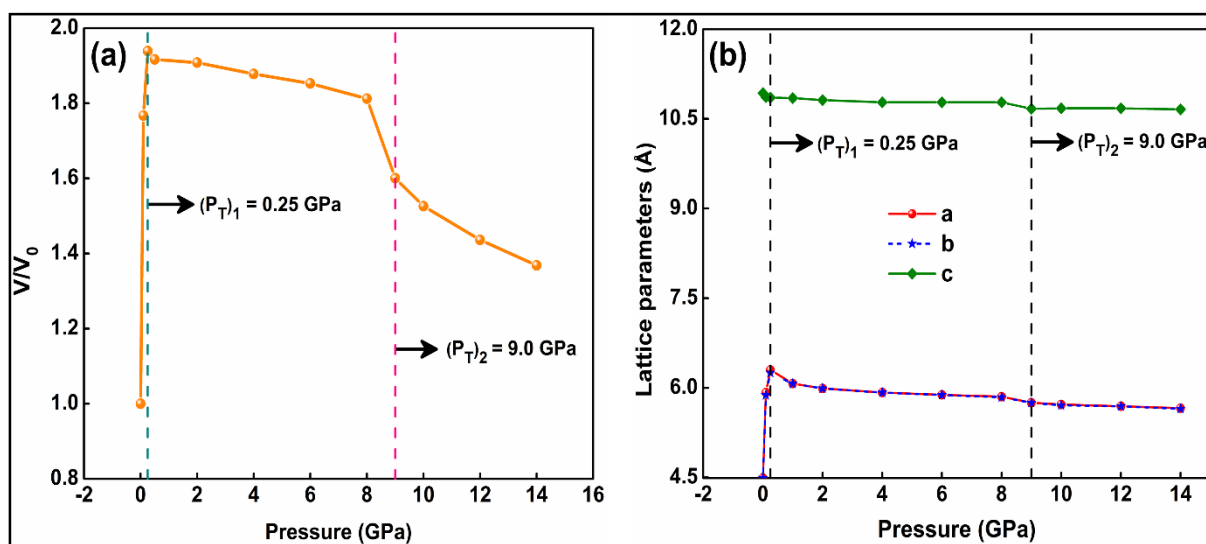 (a)
2.0
1.8
1.6
1.4
1.2
1.0
0.8
V/V0
(PT)1 = 0.25 GPa
(PT)2 = 9.0 GPa
-2 0 2 4 6 8 10 12 14 16
Pressure (GPa)
(b)
12.0
10.5
9.0
7.5
6.0
4.5
Lattice parameters (Å)
(PT)1 = 0.25 GPa
(PT)2 = 9.0 GPa
a
b
c
-2 0 2 4 6 8 10 12 14
Pressure (GPa)